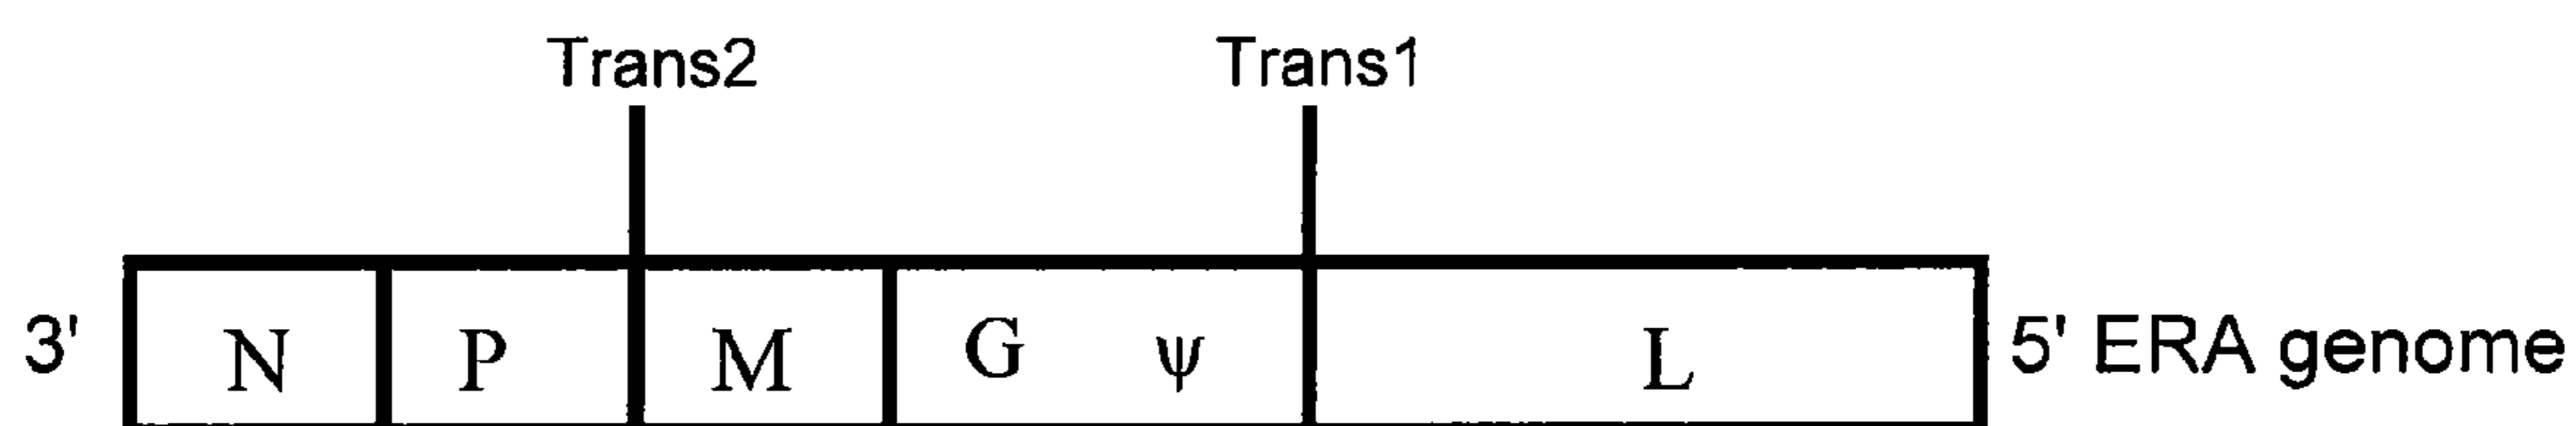 Trans2 Trans1
3' N P M G ψ L 5' ERA genome